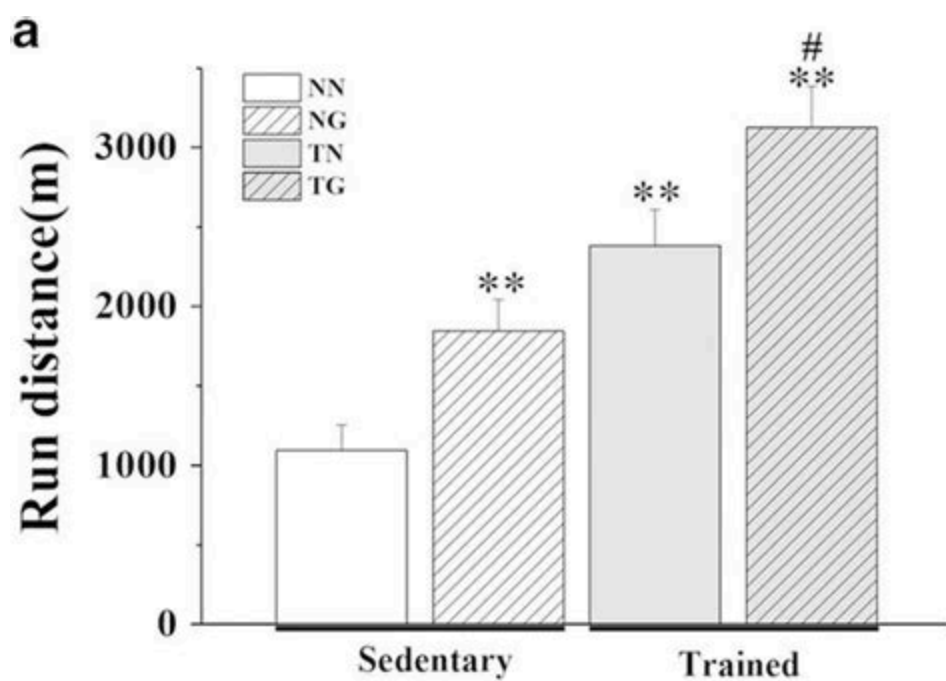 a
#
**
NN
NG
TN
TG
3000
**
**
2000
1000
0
Run distance(m)
Sedentary
Trained